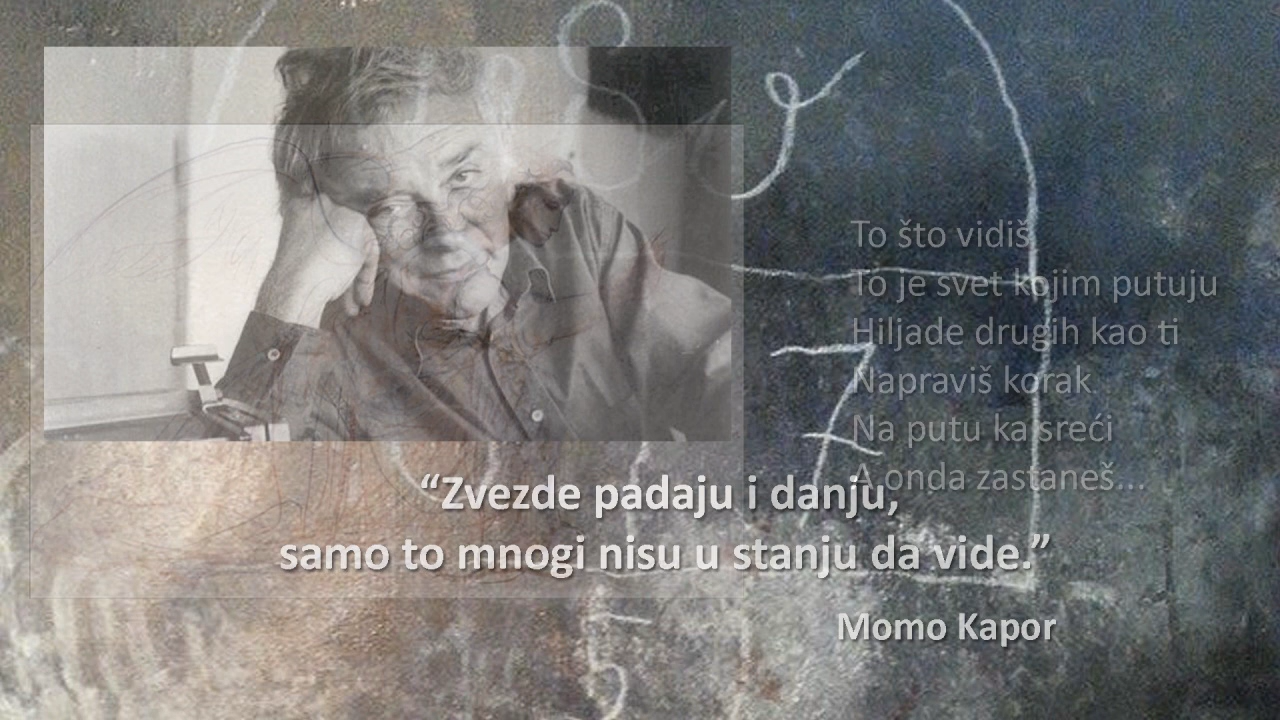 To što vidiš
To je svet kojim putuju
Hiljade drugih kao ti
Napraviš korak
Na putu ka sreći
A onda zastaneš...
“Zvezde padaju i danju,
samo to mnogi nisu u stanju da vide.”
Momo Kapor
7